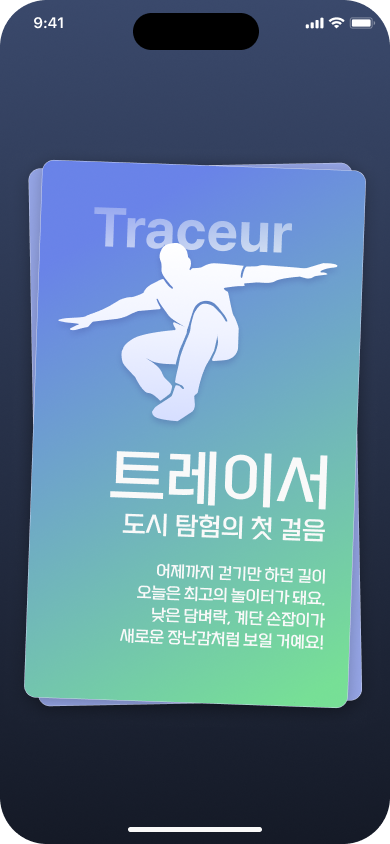 9:41
Traceur
트레이서
도시 탐험의 첫 걸음
어제까지 걷기만 하던 길이
오늘은 최고의 놀이터가 돼요.
낮은 담벼락, 계단 손잡이가
새로운 장난감처럼 보일 거예요!